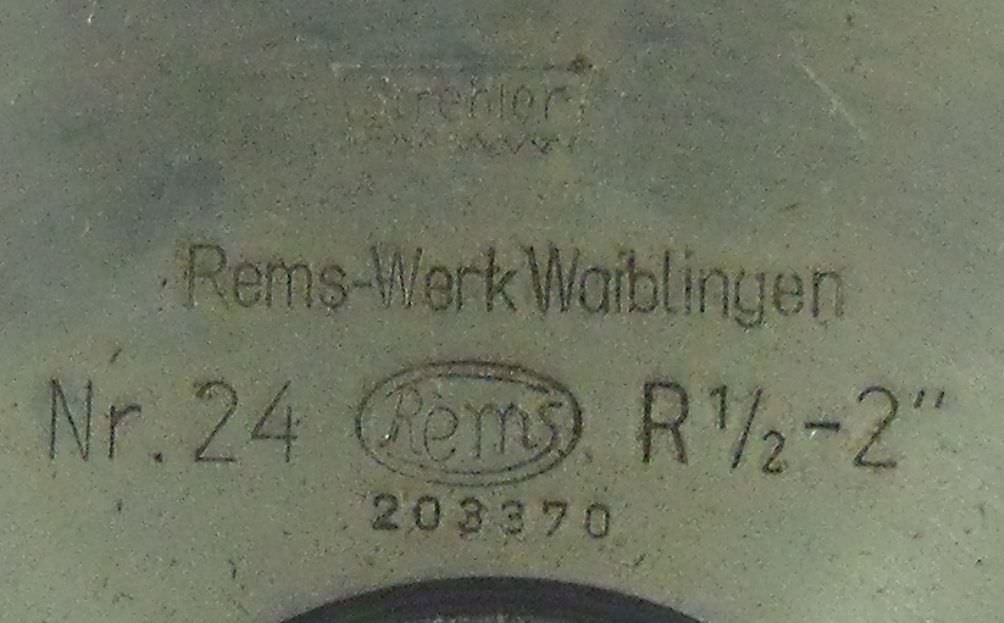 Rems-Werk Waiblingen
Nr. 24 Rems R 1/2-2"
203370